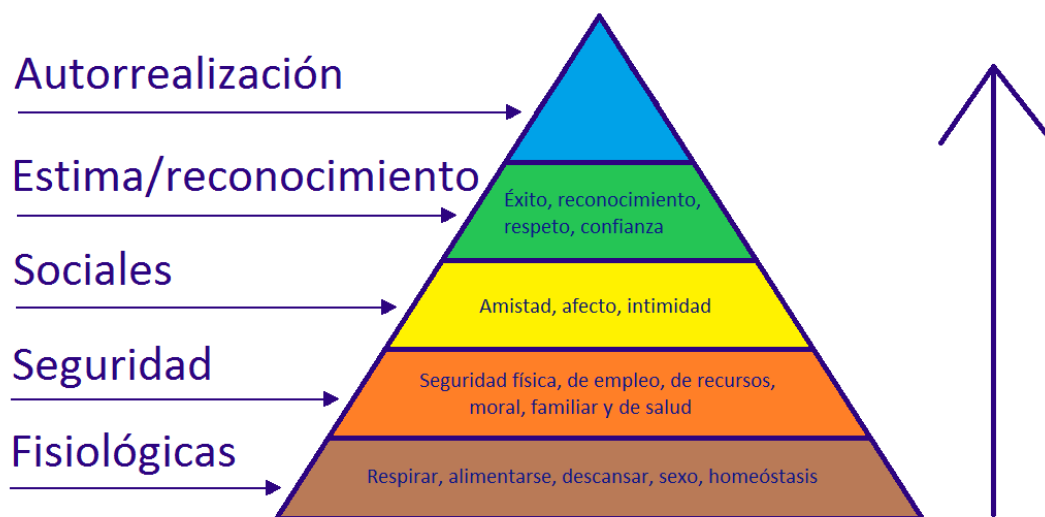 Autorrealización
Estima/reconocimiento
Éxito, reconocimiento,
respeto, confianza
Sociales
Amistad, afecto, intimidad
Seguridad
Seguridad física, de empleo, de recursos,
moral, familiar y de salud
Fisiológicas
Respirar, alimentarse, descansar, sexo, homeóstasis